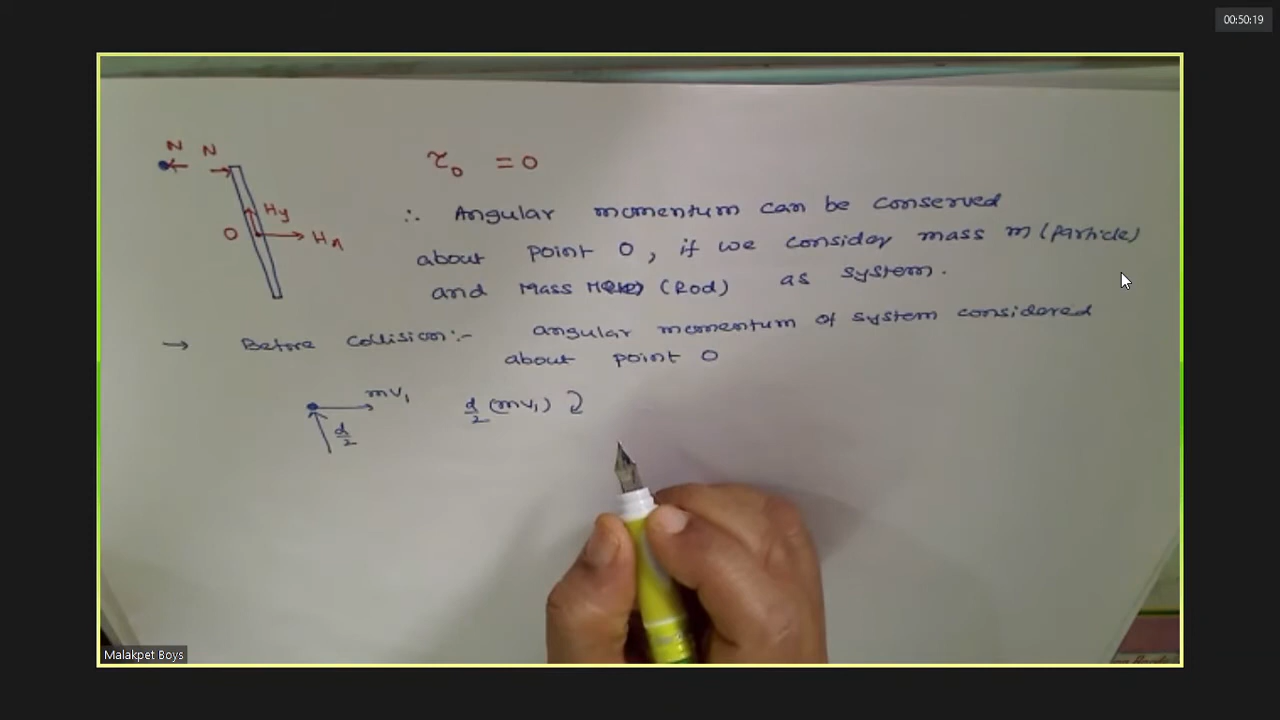 00:50:19
N N
τ₀ = 0
Hy
O Hₙ
∴ Angular momentum can be conserved
about point O, if we consider mass m (particle)
and Mass (Rod) as system.
→ Before Collision:- angular momentum of system considered
about point O
mv₁ d/2 (mv₁)
d/2
Malakpet Boys